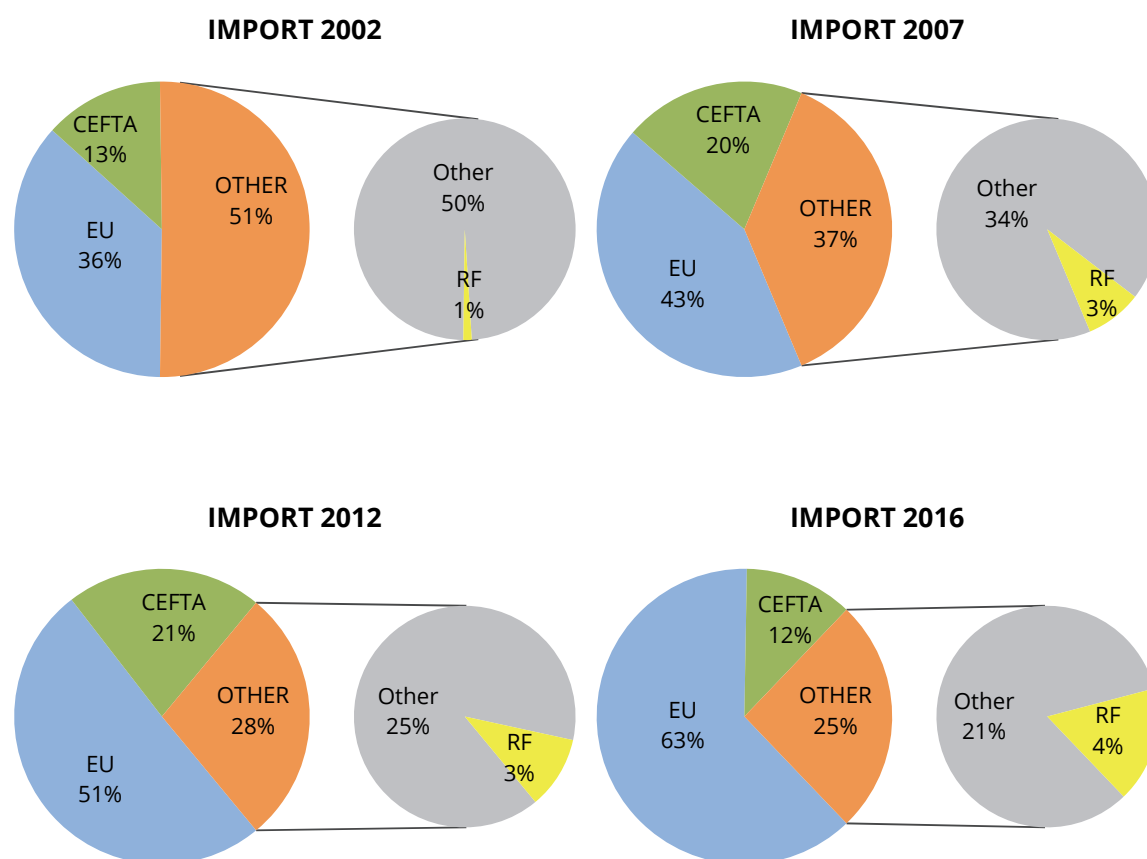 IMPORT 2002
CEFTA
13%
OTHER
51%
EU
36%
Other
50%
RF
1%
IMPORT 2007
CEFTA
20%
OTHER
37%
EU
43%
Other
34%
RF
3%
IMPORT 2012
CEFTA
21%
OTHER
28%
EU
51%
Other
25%
RF
3%
IMPORT 2016
CEFTA
12%
OTHER
25%
EU
63%
Other
21%
RF
4%